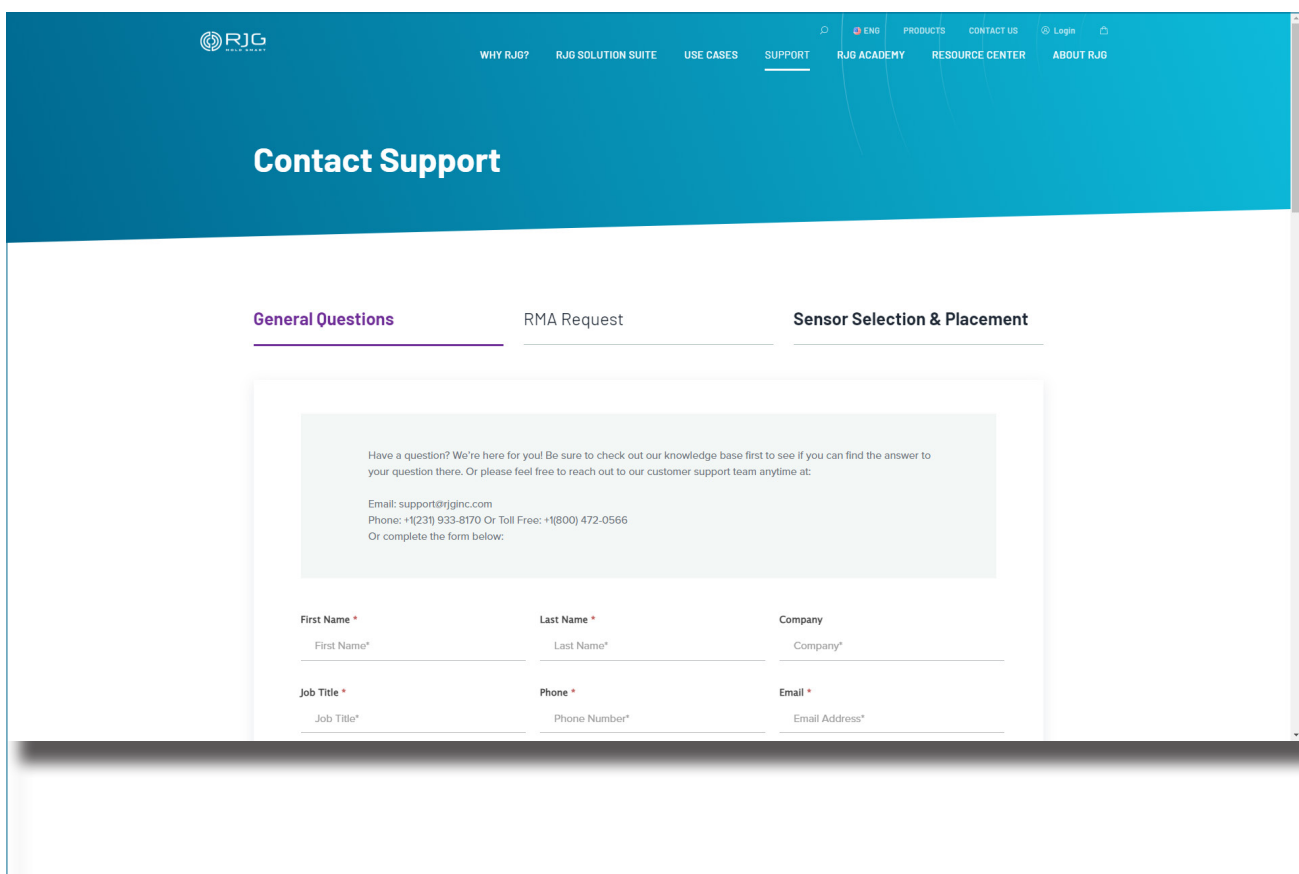 RJG
MOLD SMART
ENG PRODUCTS CONTACT US Login
WHY RJG? RJG SOLUTION SUITE USE CASES SUPPORT RJG ACADEMY RESOURCE CENTER ABOUT RJG
Contact Support
General Questions RMA Request Sensor Selection & Placement
Have a question? We're here for you! Be sure to check out our knowledge base first to see if you can find the answer to
your question there. Or please feel free to reach out to our customer support team anytime at:
Email: support@rjginc.com
Phone: +1(231) 933-8170 Or Toll Free: +1(800) 472-0566
Or complete the form below:
First Name * Last Name * Company
First Name* Last Name* Company*
Job Title * Phone * Email *
Job Title* Phone Number* Email Address*